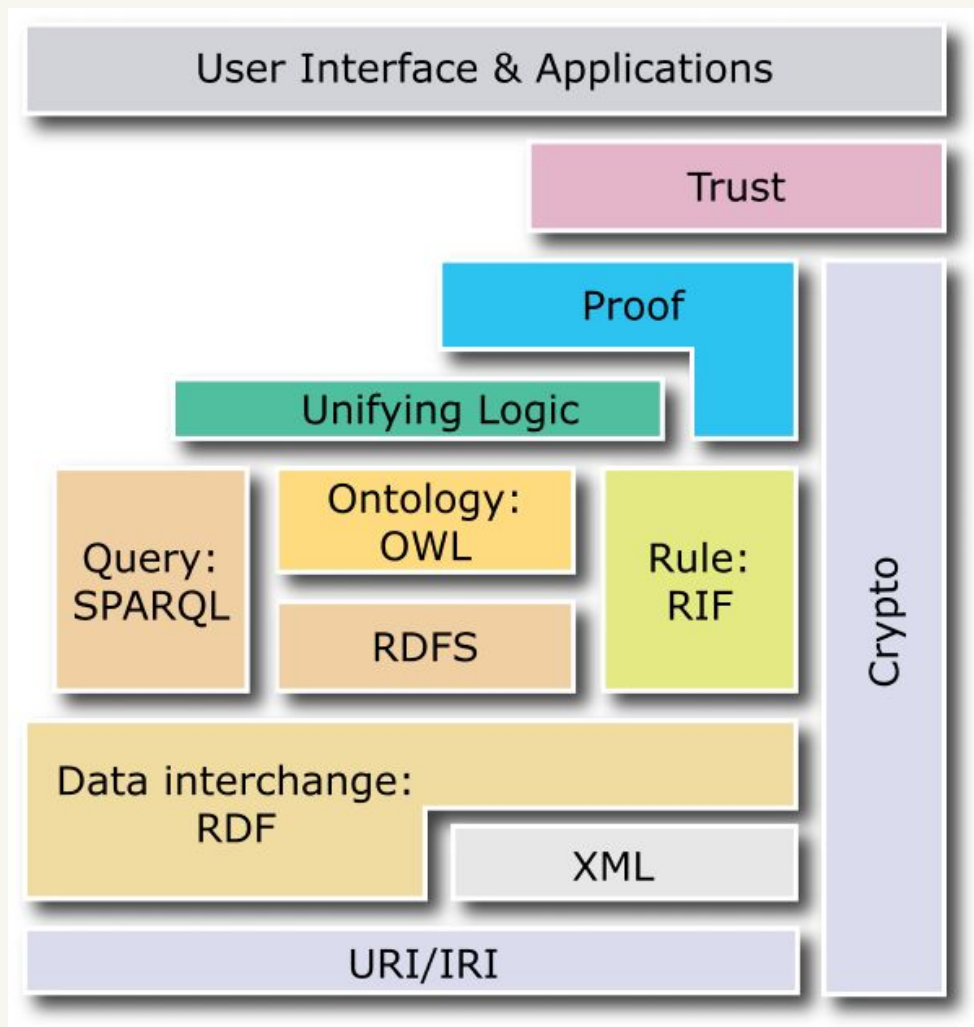 User Interface & Applications
Trust
Proof
Unifying Logic
Query:
SPARQL
Ontology:
OWL
RDFS
Rule:
RIF
Crypto
Data interchange:
RDF
XML
URI/IRI